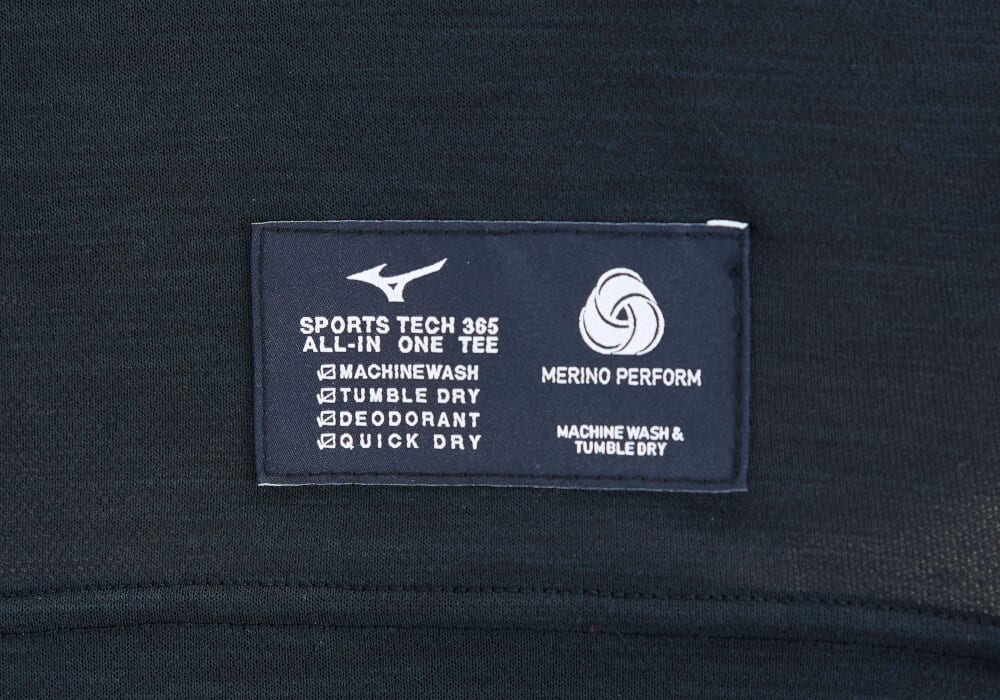 SPORTS TECH 365
ALL-IN ONE TEE
☑MACHINEWASH
☑TUMBLE DRY
☑DEODORANT
☑QUICK DRY
MERINO PERFORM
MACHINE WASH &
TUMBLE DRY